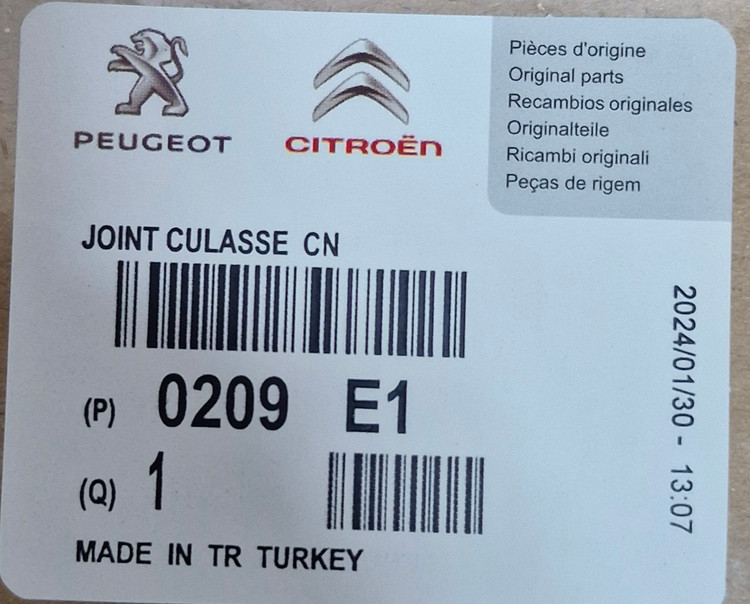 PEUGEOT
CITROËN
Pièces d'origine
Original parts
Recambios originales
Originalteile
Ricambi originali
Peças de rigem
JOINT CULASSE CN
(P) 0209 E1
(Q) 1
MADE IN TR TURKEY
2024/01/30 - 13:07